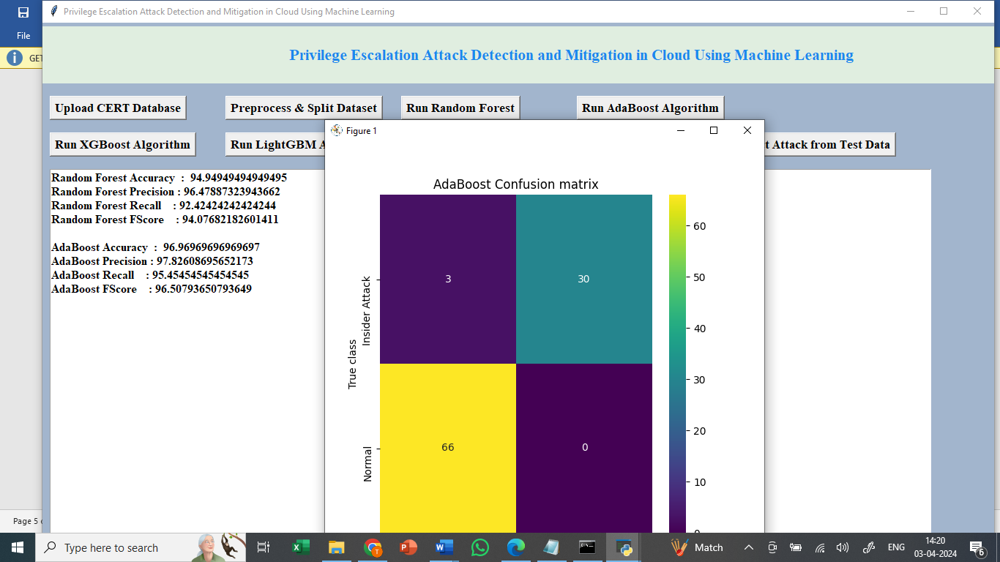 Privilege Escalation Attack Detection and Mitigation in Cloud Using Machine Learning
File
GET
Privilege Escalation Attack Detection and Mitigation in Cloud Using Machine Learning
Upload CERT Database
Preprocess & Split Dataset
Run Random Forest
Run AdaBoost Algorithm
Run XGBoost Algorithm
Run LightGBM A
t Attack from Test Data
Figure 1
Random Forest Accuracy : 94.94949494949495
Random Forest Precision : 96.47887323943662
Random Forest Recall : 92.42424242424244
Random Forest FScore : 94.07682182601411
AdaBoost Accuracy : 96.96969696969697
AdaBoost Precision : 97.82608695652173
AdaBoost Recall : 95.45454545454545
AdaBoost FScore : 96.50793650793649
AdaBoost Confusion matrix
True class
Insider Attack
Normal
3
30
66
0
60
50
40
30
20
10
Page 5
Type here to search
Match
ENG
14:20
03-04-2024
6